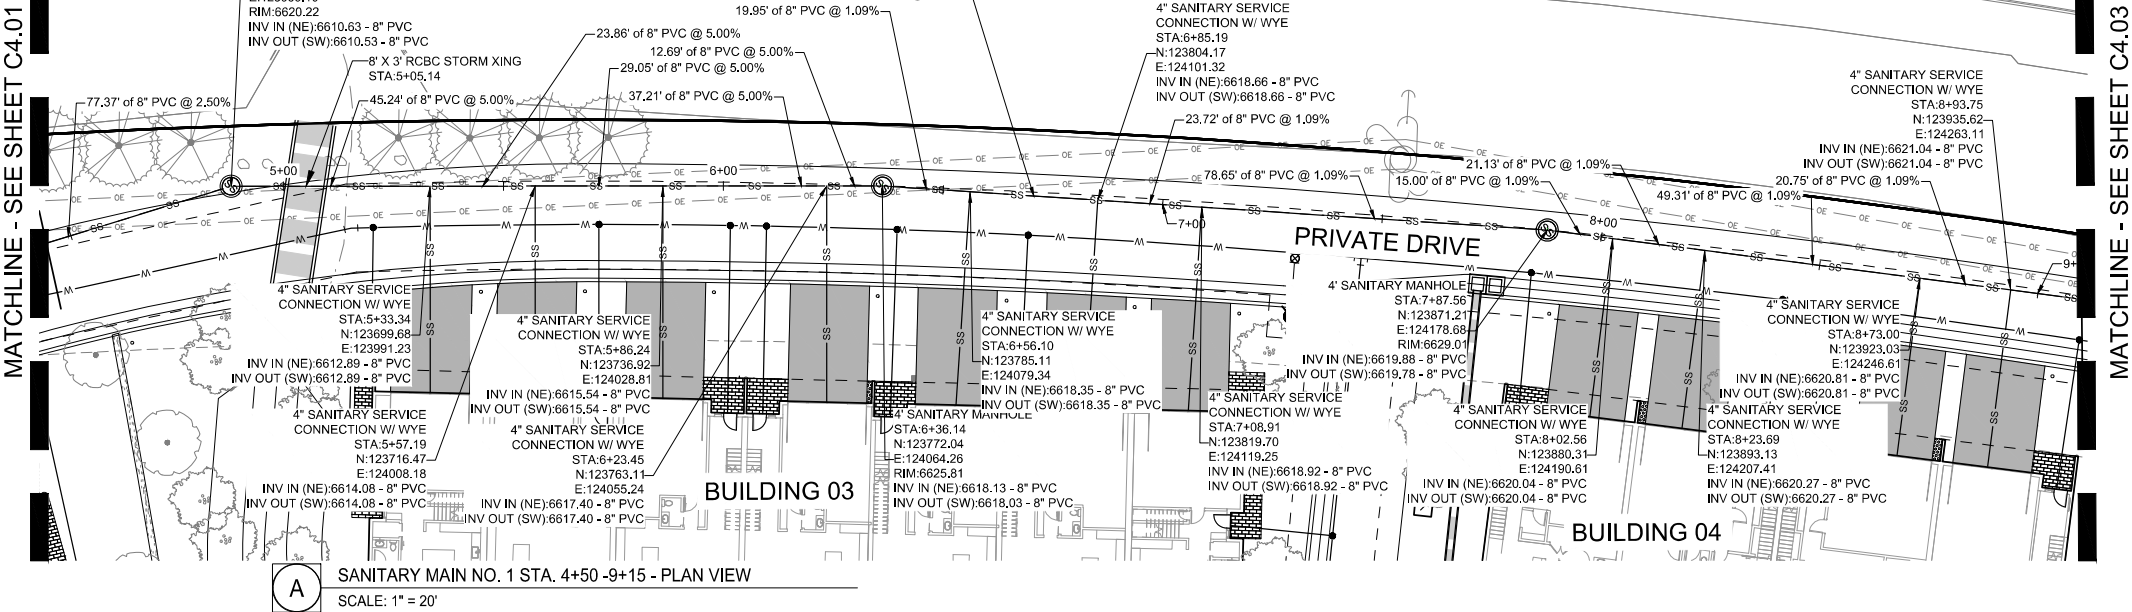 MATCHLINE - SEE SHEET C4.01
RIM:6620.22
INV IN (NE):6610.63 - 8" PVC
INV OUT (SW):6610.53 - 8" PVC
8' X 3' RCBC STORM XING
STA:5+05.14
77.37' of 8" PVC @ 2.50%
45.24' of 8" PVC @ 5.00%
23.86' of 8" PVC @ 5.00%
12.69' of 8" PVC @ 5.00%
29.05' of 8" PVC @ 5.00%
37.21' of 8" PVC @ 5.00%
19.95' of 8" PVC @ 1.09%
4" SANITARY SERVICE
CONNECTION W/ WYE
STA:6+85.19
N:123804.17
E:124101.32
INV IN (NE):6618.66 - 8" PVC
INV OUT (SW):6618.66 - 8" PVC
23.72' of 8" PVC @ 1.09%
78.65' of 8" PVC @ 1.09%
21.13' of 8" PVC @ 1.09%
15.00' of 8" PVC @ 1.09%
4" SANITARY SERVICE
CONNECTION W/ WYE
STA:8+93.75
N:123935.62
E:124263.11
INV IN (NE):6621.04 - 8" PVC
INV OUT (SW):6621.04 - 8" PVC
20.75' of 8" PVC @ 1.09%
49.31' of 8" PVC @ 1.09%
MATCHLINE - SEE SHEET C4.03
5+00
6+00
7+00
8+00
9+
PRIVATE DRIVE
4" SANITARY SERVICE
CONNECTION W/ WYE
STA:5+33.34
N:123699.68
E:123991.23
INV IN (NE):6612.89 - 8" PVC
INV OUT (SW):6612.89 - 8" PVC
4" SANITARY SERVICE
CONNECTION W/ WYE
STA:5+57.19
N:123716.47
E:124008.18
INV IN (NE):6614.08 - 8" PVC
INV OUT (SW):6614.08 - 8" PVC
4" SANITARY SERVICE
CONNECTION W/ WYE
STA:5+86.24
N:123736.92
E:124028.81
INV IN (NE):6615.54 - 8" PVC
INV OUT (SW):6615.54 - 8" PVC
4" SANITARY SERVICE
CONNECTION W/ WYE
STA:6+23.45
N:123763.11
E:124055.24
INV IN (NE):6617.40 - 8" PVC
INV OUT (SW):6617.40 - 8" PVC
BUILDING 03
4' SANITARY MANHOLE
STA:6+36.14
N:123772.04
E:124064.26
RIM:6625.81
INV IN (NE):6618.13 - 8" PVC
INV OUT (SW):6618.03 - 8" PVC
4" SANITARY SERVICE
CONNECTION W/ WYE
STA:6+56.10
N:123785.11
E:124079.34
INV IN (NE):6618.35 - 8" PVC
INV OUT (SW):6618.35 - 8" PVC
4" SANITARY SERVICE
CONNECTION W/ WYE
STA:7+08.91
N:123819.70
E:124119.25
INV IN (NE):6618.92 - 8" PVC
INV OUT (SW):6618.92 - 8" PVC
4' SANITARY MANHOLE
STA:7+87.56
N:123871.21
E:124178.68
RIM:6629.01
INV IN (NE):6619.88 - 8" PVC
INV OUT (SW):6619.78 - 8" PVC
4" SANITARY SERVICE
CONNECTION W/ WYE
STA:8+02.56
N:123880.31
E:124190.61
INV IN (NE):6620.04 - 8" PVC
INV OUT (SW):6620.04 - 8" PVC
4" SANITARY SERVICE
CONNECTION W/ WYE
STA:8+73.00
N:123923.03
E:124246.61
INV IN (NE):6620.81 - 8" PVC
INV OUT (SW):6620.81 - 8" PVC
4" SANITARY SERVICE
CONNECTION W/ WYE
STA:8+23.69
N:123893.13
E:124207.41
INV IN (NE):6620.27 - 8" PVC
INV OUT (SW):6620.27 - 8" PVC
BUILDING 04
A
SANITARY MAIN NO. 1 STA. 4+50 -9+15 - PLAN VIEW
SCALE: 1" = 20'